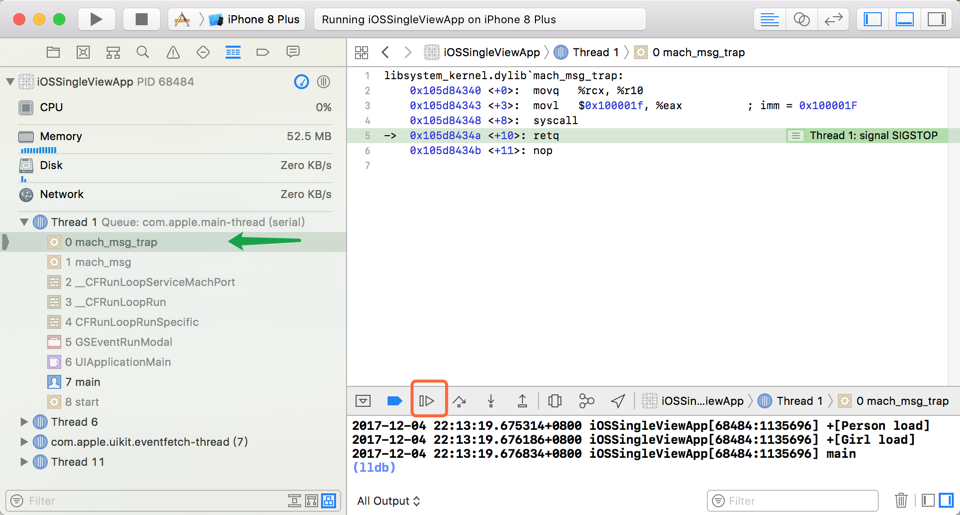 iPhone 8 Plus
Running iOSSingleViewApp on iPhone 8 Plus
iOSSingleViewApp PID 68484
CPU 0%
Memory 52.5 MB
Disk Zero KB/s
Network Zero KB/s
Thread 1 Queue: com.apple.main-thread (serial)
0 mach_msg_trap
1 mach_msg
2 __CFRunLoopServiceMachPort
3 __CFRunLoopRun
4 CFRunLoopRunSpecific
5 GSEventRunModal
6 UIApplicationMain
7 main
8 start
Thread 6
com.apple.uikit.eventfetch-thread (7)
Thread 11
Filter
iOSSingleViewApp Thread 1 0 mach_msg_trap
1 libsystem_kernel.dylib`mach_msg_trap:
2 0x105d84340 <+0>: movq %rcx, %r10
3 0x105d84343 <+3>: movl $0x100001f, %eax ; imm = 0x100001F
4 0x105d84348 <+8>: syscall
5 -> 0x105d8434a <+10>: retq Thread 1: signal SIGSTOP
6 0x105d8434b <+11>: nop
7
iOSSin...iewApp Thread 1 0 mach_msg_trap
2017-12-04 22:13:19.675314+0800 iOSSingleViewApp[68484:1135696] +[Person load]
2017-12-04 22:13:19.676186+0800 iOSSingleViewApp[68484:1135696] +[Girl load]
2017-12-04 22:13:19.676834+0800 iOSSingleViewApp[68484:1135696] main
(lldb)
All Output
Filter